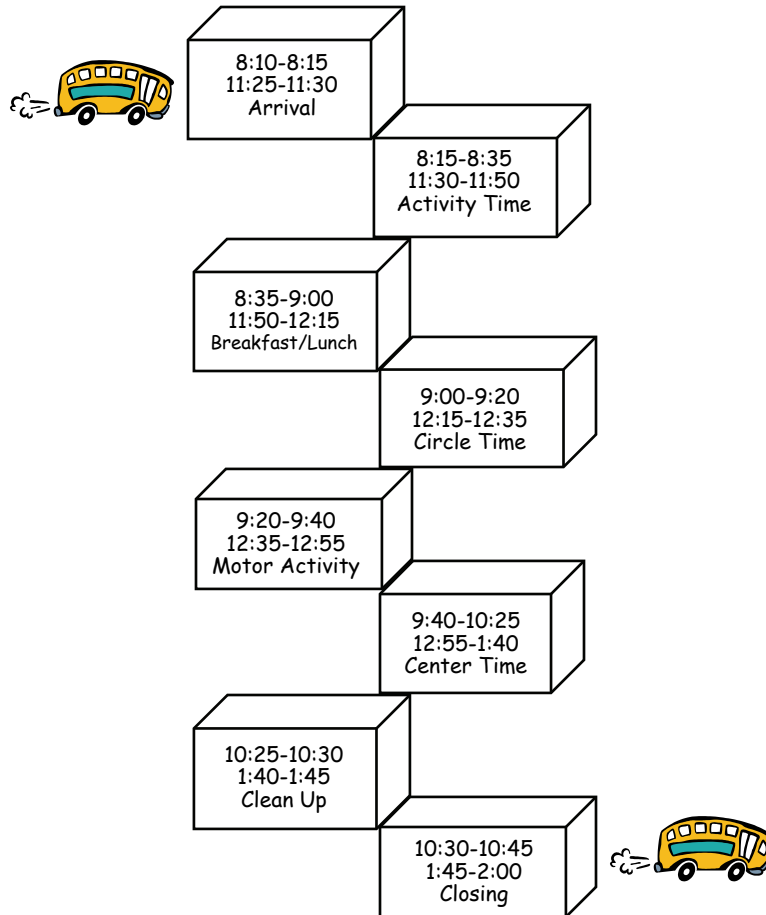 8:10-8:15
11:25-11:30
Arrival
8:15-8:35
11:30-11:50
Activity Time
8:35-9:00
11:50-12:15
Breakfast/Lunch
9:00-9:20
12:15-12:35
Circle Time
9:20-9:40
12:35-12:55
Motor Activity
9:40-10:25
12:55-1:40
Center Time
10:25-10:30
1:40-1:45
Clean Up
10:30-10:45
1:45-2:00
Closing